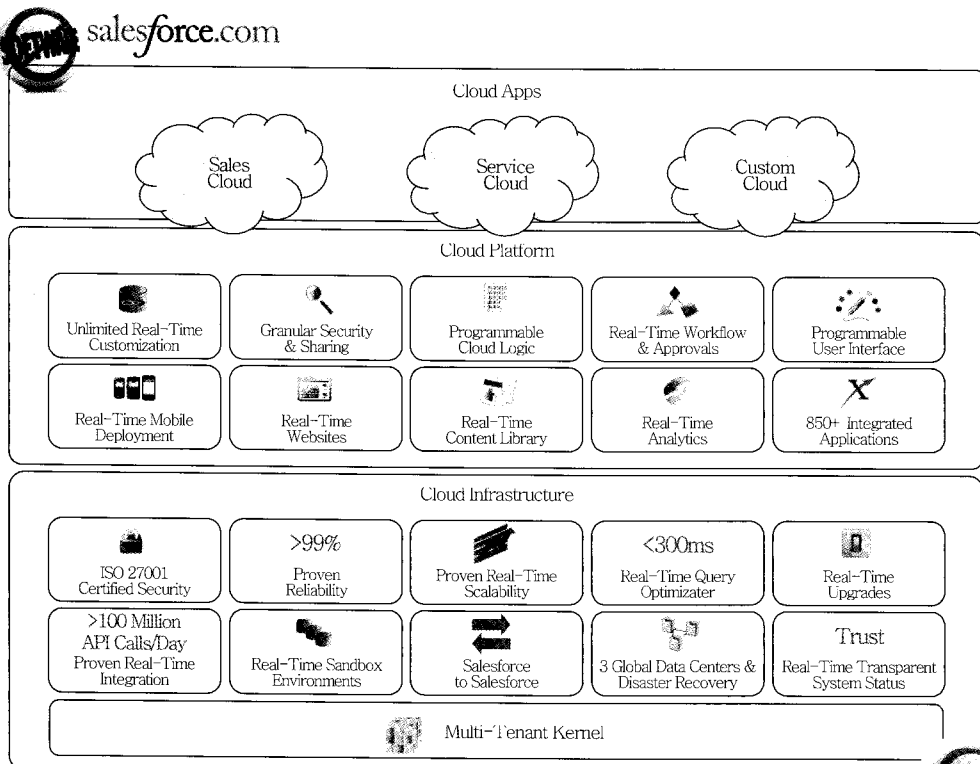 salesforce.com
Cloud Apps
Sales
Cloud
Service
Cloud
Custom
Cloud
Cloud Platform
Unlimited Real-Time
Customization
Granular Security
& Sharing
Programmable
Cloud Logic
Real-Time Workflow
& Approvals
Programmable
User Interface
Real-Time Mobile
Deployment
Real-Time
Websites
Real-Time
Content Library
Real-Time
Analytics
850+ Integrated
Applications
Cloud Infrastructure
ISO 27001
Certified Security
>99%
Proven
Reliability
Proven Real-Time
Scalability
<300ms
Real-Time Query
Optimizater
Real-Time
Upgrades
>100 Million
API Calls/Day
Proven Real-Time
Integration
Real-Time Sandbox
Environments
Salesforce
to Salesforce
3 Global Data Centers &
Disaster Recovery
Trust
Real-Time Transparent
System Status
Multi-Tenant Kernel